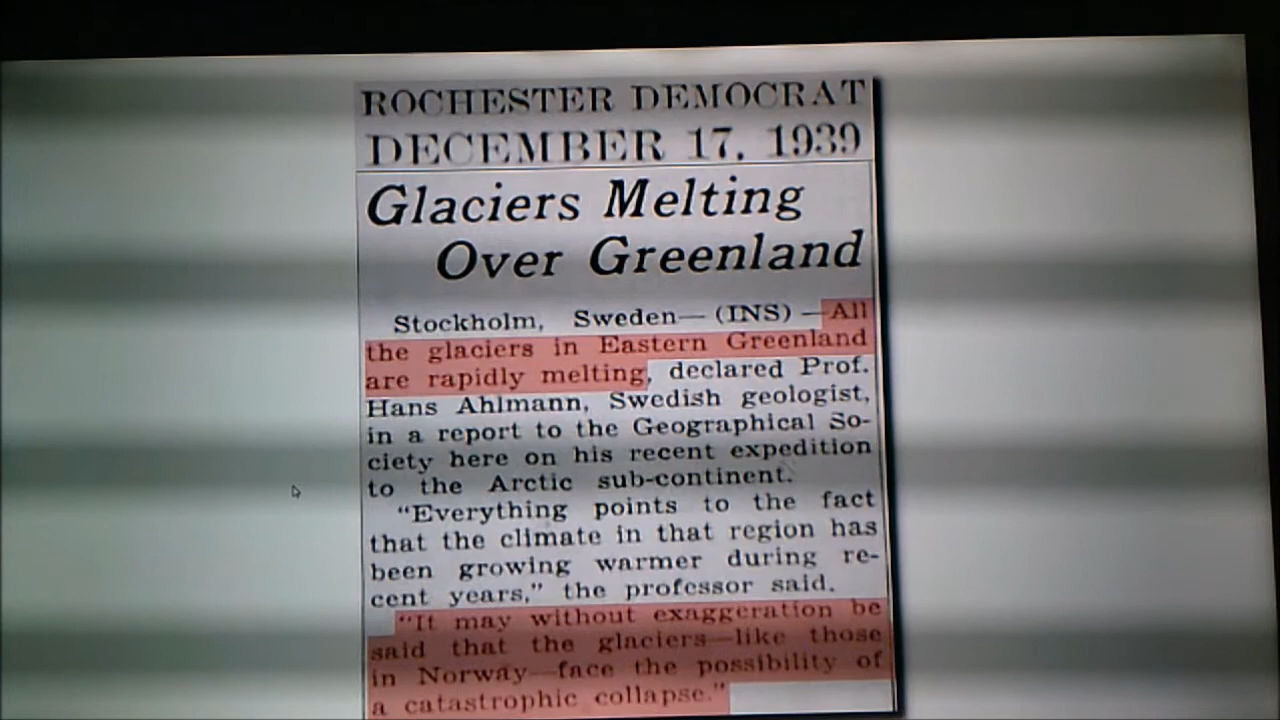 ROCHESTER DEMOCRAT
DECEMBER 17, 1939
Glaciers Melting
Over Greenland
Stockholm, Sweden—(INS)—All
the glaciers in Eastern Greenland
are rapidly melting, declared Prof.
Hans Ahlmann, Swedish geologist,
in a report to the Geographical So-
ciety here on his recent expedition
to the Arctic sub-continent.
"Everything points to the fact
that the climate in that region has
been growing warmer during re-
cent years," the professor said.
"It may without exaggeration be
said that the glaciers—like those
in Norway—face the possibility of
a catastrophic collapse."